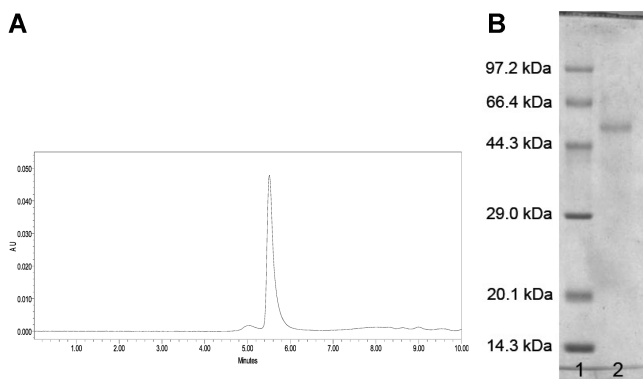 A
0.050
0.040
0.030
0.020
0.010
0.000
AU
1.00 2.00 3.00 4.00 5.00 6.00 7.00 8.00 9.00 10.00
Minutes
B
97.2 kDa
66.4 kDa
44.3 kDa
29.0 kDa
20.1 kDa
14.3 kDa
1 2